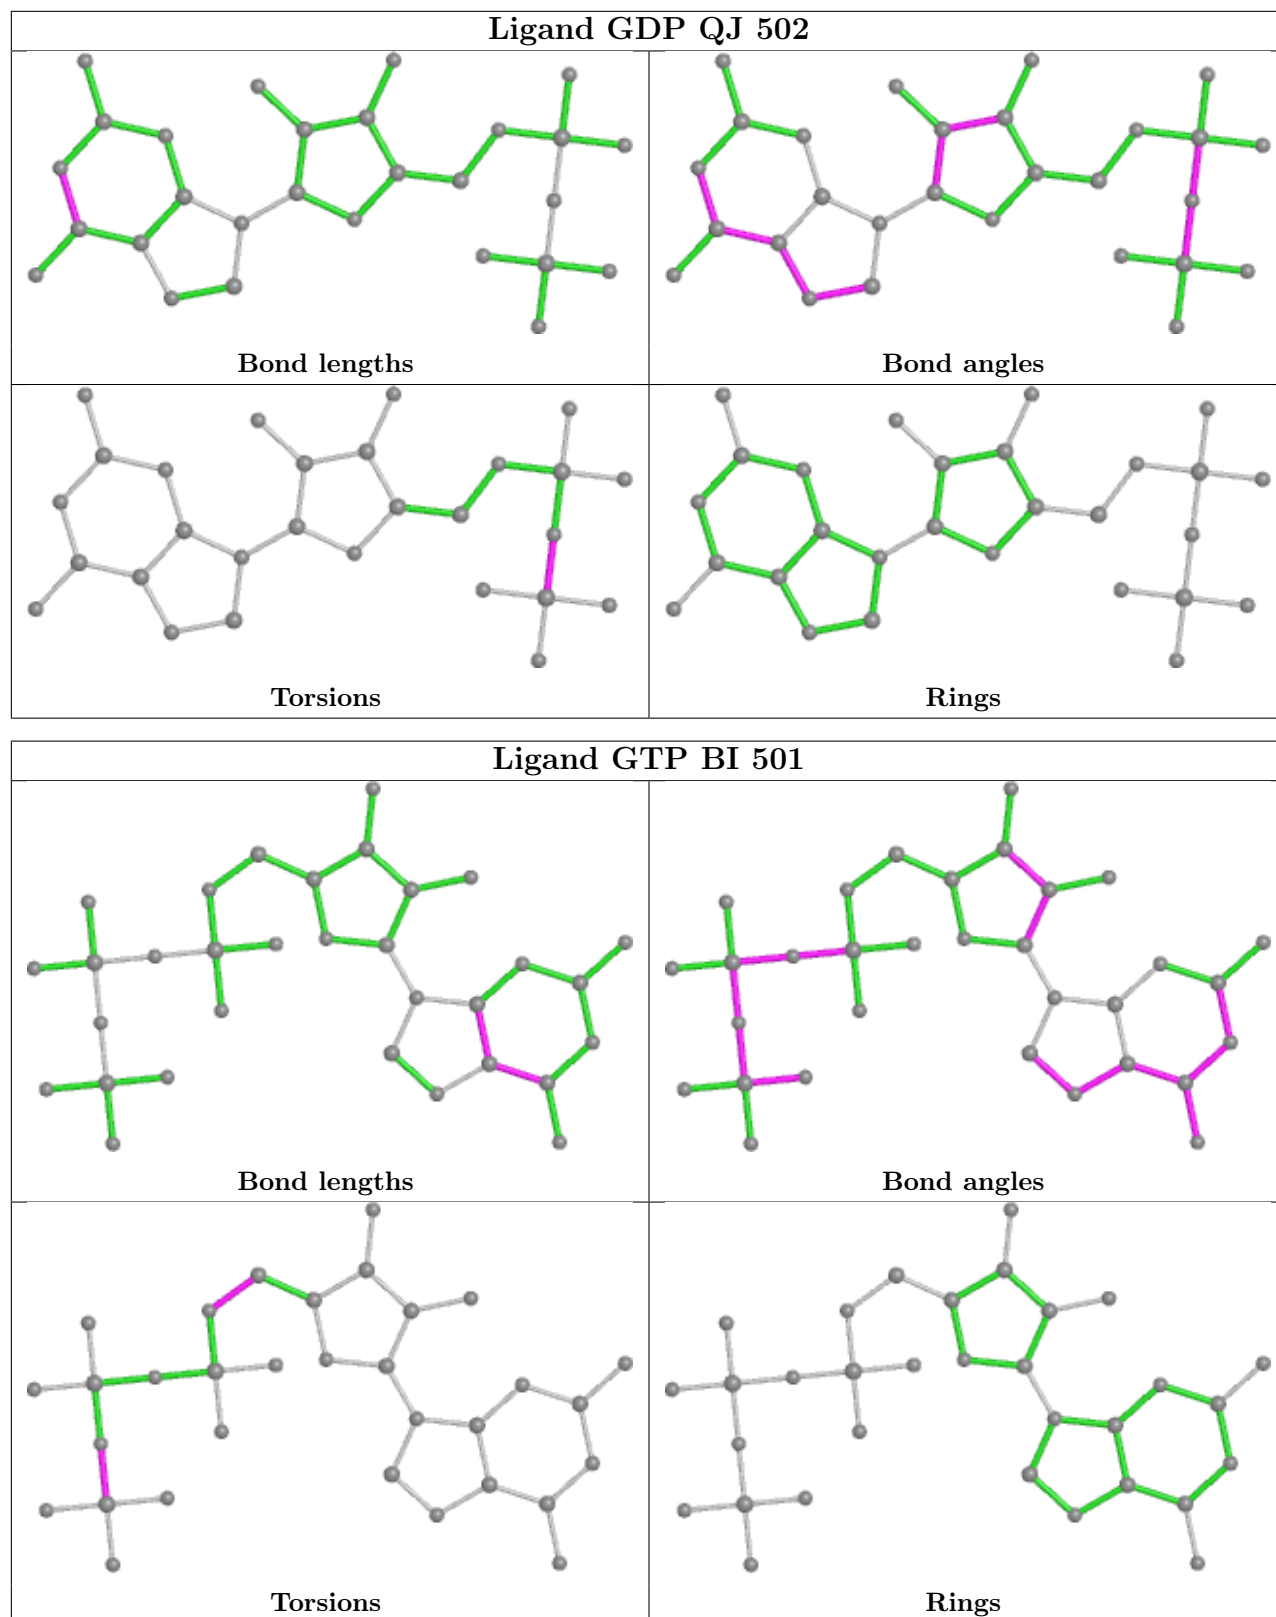 Ligand GDP QJ 502
Bond lengths
Bond angles
Torsions
Rings
Ligand GTP BI 501
Bond lengths
Bond angles
Torsions
Rings